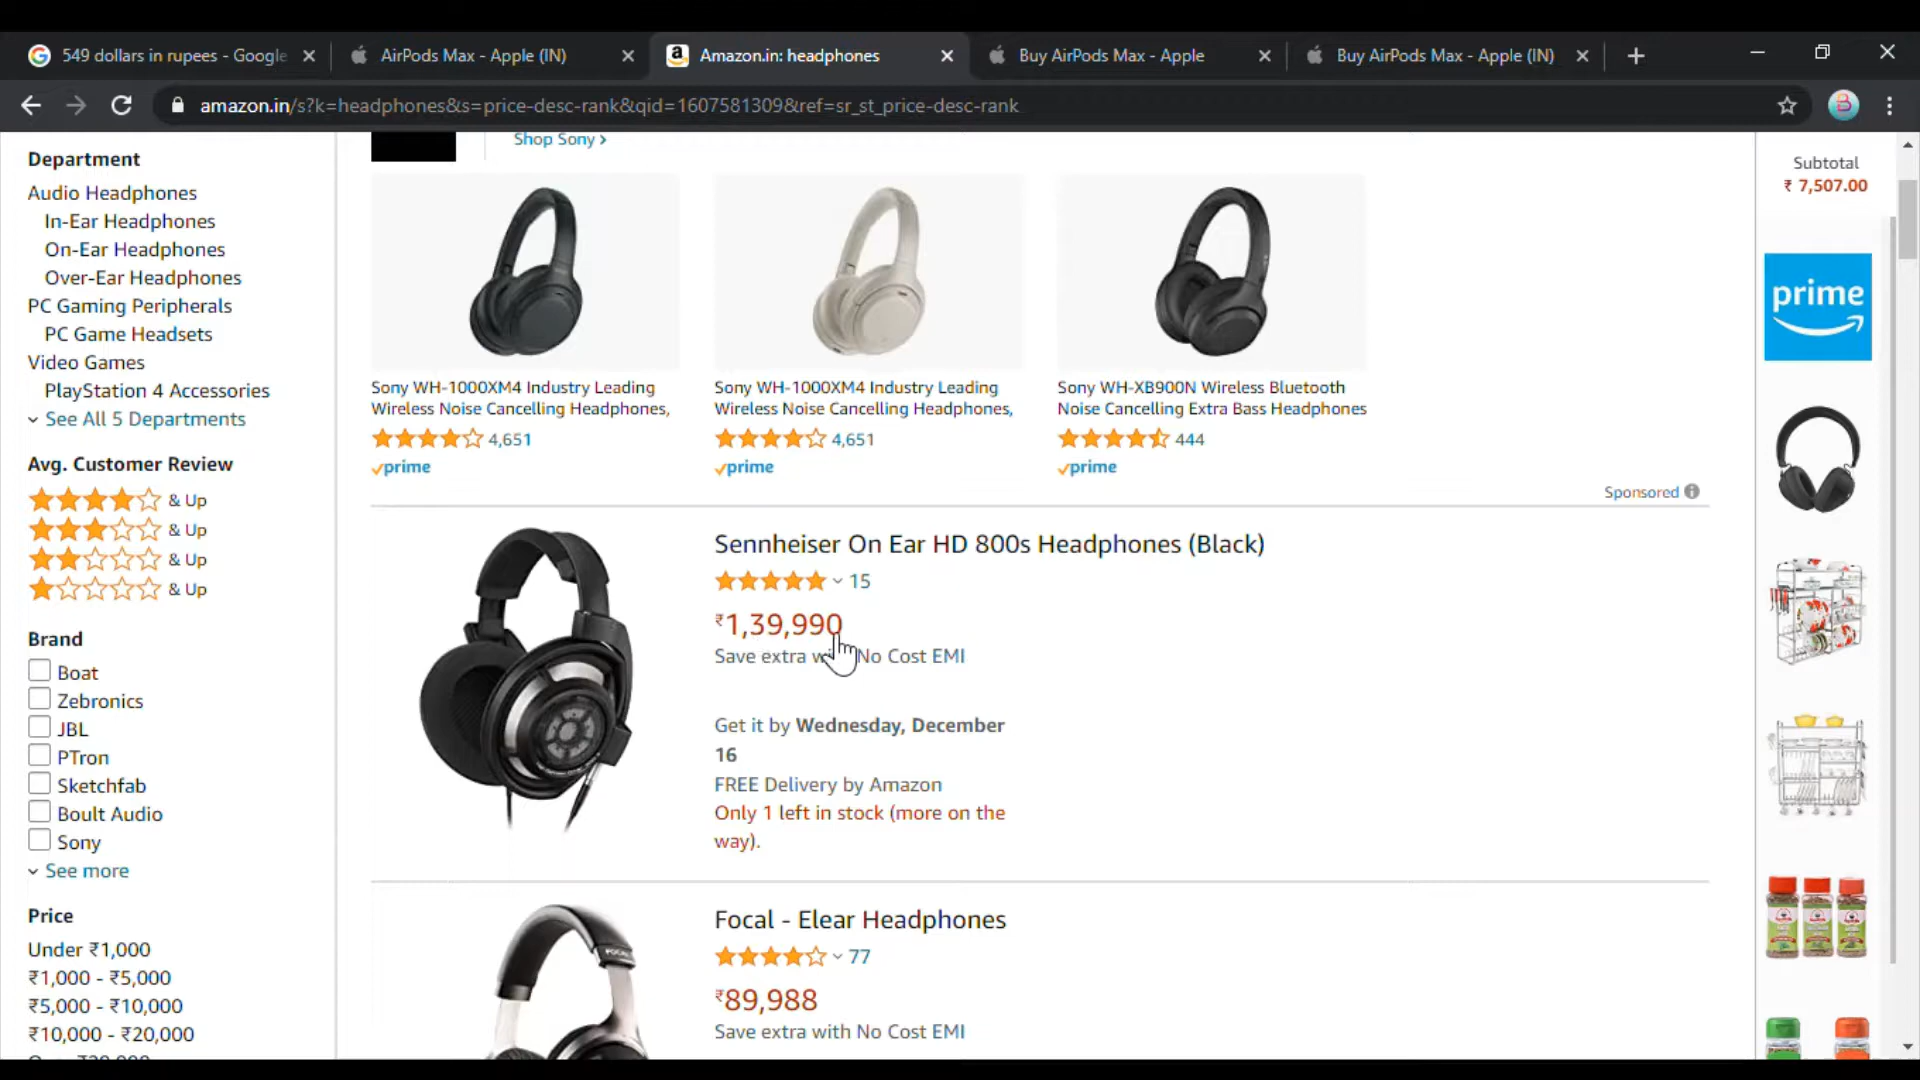 549 dollars in rupees - Google
AirPods Max - Apple (IN)
Amazon.in: headphones
Buy AirPods Max - Apple
Buy AirPods Max - Apple (IN)
amazon.in/s?k=headphones&s=price-desc-rank&qid=1607581309&ref=sr_st_price-desc-rank
Department
Audio Headphones
In-Ear Headphones
On-Ear Headphones
Over-Ear Headphones
PC Gaming Peripherals
PC Game Headsets
Video Games
PlayStation 4 Accessories
See All 5 Departments
Avg. Customer Review
& Up
& Up
& Up
& Up
Brand
Boat
Zebronics
JBL
PTron
Sketchfab
Boult Audio
Sony
See more
Price
Under ₹1,000
₹1,000 - ₹5,000
₹5,000 - ₹10,000
₹10,000 - ₹20,000
Shop Sony ›
Sony WH-1000XM4 Industry Leading
Wireless Noise Cancelling Headphones,
4,651
prime
Sony WH-1000XM4 Industry Leading
Wireless Noise Cancelling Headphones,
4,651
prime
Sony WH-XB900N Wireless Bluetooth
Noise Cancelling Extra Bass Headphones
444
prime
Sponsored
Sennheiser On Ear HD 800s Headphones (Black)
15
₹1,39,990
Save extra with No Cost EMI
Get it by Wednesday, December
16
FREE Delivery by Amazon
Only 1 left in stock (more on the
way).
Focal - Elear Headphones
77
₹89,988
Save extra with No Cost EMI
Subtotal
₹ 7,507.00
prime